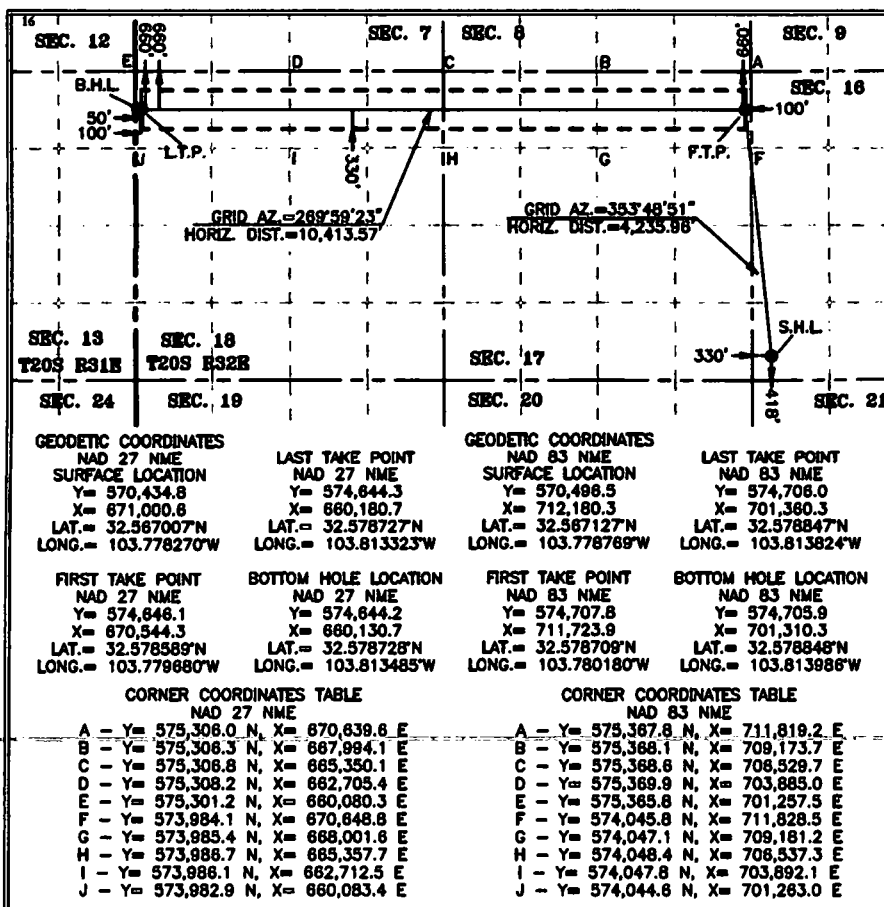 16
SEC. 12
SEC. 7
SEC. 8
SEC. 9
660'
660'
660'
E
D
C
B
A
B.H.L.
SEC. 16
50'
100'
100'
L.T.P.
330'
F.T.P.
J
I
H
G
F
GRID AZ.=269°59'23"
HORIZ. DIST.=10,413.57'
GRID AZ.=353°48'51"
HORIZ. DIST.=4,235.96'
S.H.L.
330'
418'
SEC. 13
SEC. 18
SEC. 17
T20S R31E
T20S R32E
SEC. 24
SEC. 19
SEC. 20
SEC. 21
GEODETIC COORDINATES
NAD 27 NME
SURFACE LOCATION
Y= 570,434.8
X= 671,000.6
LAT.= 32.567007°N
LONG.= 103.778270°W
LAST TAKE POINT
NAD 27 NME
Y= 574,644.3
X= 660,180.7
LAT.= 32.578727°N
LONG.= 103.813323°W
GEODETIC COORDINATES
NAD 83 NME
SURFACE LOCATION
Y= 570,496.5
X= 712,180.3
LAT.= 32.567127°N
LONG.= 103.778769°W
LAST TAKE POINT
NAD 83 NME
Y= 574,706.0
X= 701,360.3
LAT.= 32.578847°N
LONG.= 103.813824°W
FIRST TAKE POINT
NAD 27 NME
Y= 574,646.1
X= 670,544.3
LAT.= 32.578589°N
LONG.= 103.779680°W
BOTTOM HOLE LOCATION
NAD 27 NME
Y= 574,644.2
X= 660,130.7
LAT.= 32.578728°N
LONG.= 103.813485°W
FIRST TAKE POINT
NAD 83 NME
Y= 574,707.8
X= 711,723.9
LAT.= 32.578709°N
LONG.= 103.780180°W
BOTTOM HOLE LOCATION
NAD 83 NME
Y= 574,705.9
X= 701,310.3
LAT.= 32.578848°N
LONG.= 103.813986°W
CORNER COORDINATES TABLE
NAD 27 NME
A - Y= 575,306.0 N, X= 670,639.6 E
B - Y= 575,306.3 N, X= 667,994.1 E
C - Y= 575,306.8 N, X= 665,350.1 E
D - Y= 575,308.2 N, X= 662,705.4 E
E - Y= 575,301.2 N, X= 660,080.3 E
F - Y= 573,984.1 N, X= 670,648.8 E
G - Y= 573,985.4 N, X= 668,001.6 E
H - Y= 573,986.7 N, X= 665,357.7 E
I - Y= 573,986.1 N, X= 662,712.5 E
J - Y= 573,982.9 N, X= 660,083.4 E
CORNER COORDINATES TABLE
NAD 83 NME
A - Y= 575,367.8 N, X= 711,819.2 E
B - Y= 575,368.1 N, X= 709,173.7 E
C - Y= 575,368.6 N, X= 706,529.7 E
D - Y= 575,369.9 N, X= 703,885.0 E
E - Y= 575,365.8 N, X= 701,257.5 E
F - Y= 574,045.8 N, X= 711,828.5 E
G - Y= 574,047.1 N, X= 709,181.2 E
H - Y= 574,048.4 N, X= 706,537.3 E
I - Y= 574,047.8 N, X= 703,892.1 E
J - Y= 574,044.6 N, X= 701,263.0 E